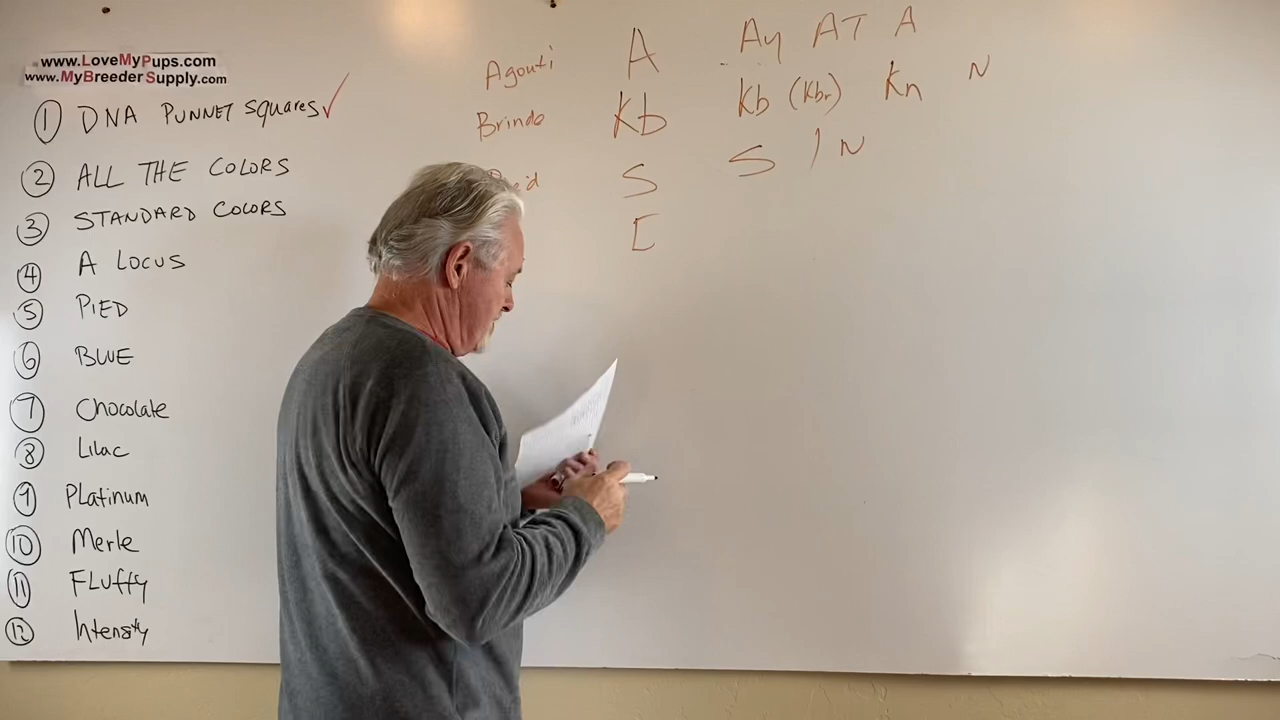 www.LoveMyPups.com
www.MyBreederSupply.com
1 DNA PUNNET SQuares ✓
2 ALL THE COLORS
3 STANDARD COLORS
4 A LOCUS
5 PiED
6 BLUE
7 Chocolate
8 Lilac
9 PLatinum
10 Merle
11 FLuffy
12 Intensity
Agouti A Ay AT A
Brinde Kb Kb (Kbr) Kn N
S S / N
E